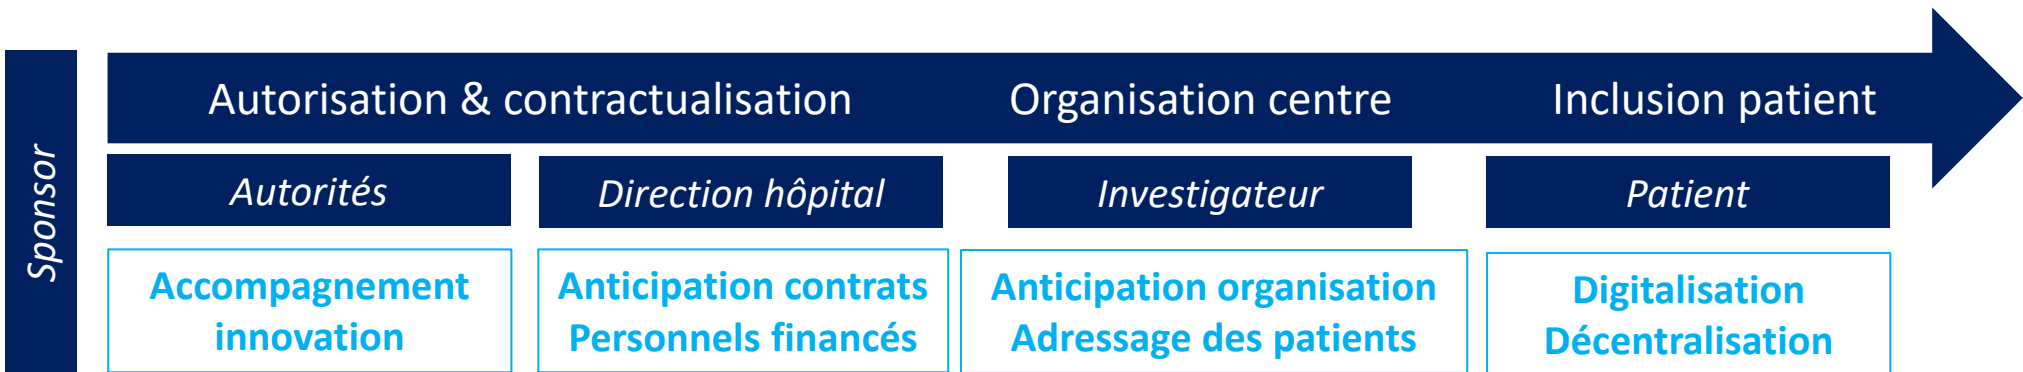 Sponsor
Autorisation & contractualisation
Organisation centre
Inclusion patient
Autorités
Direction hôpital
Investigateur
Patient
Accompagnement
innovation
Anticipation contrats
Personnels financés
Anticipation organisation
Adressage des patients
Digitalisation
Décentralisation